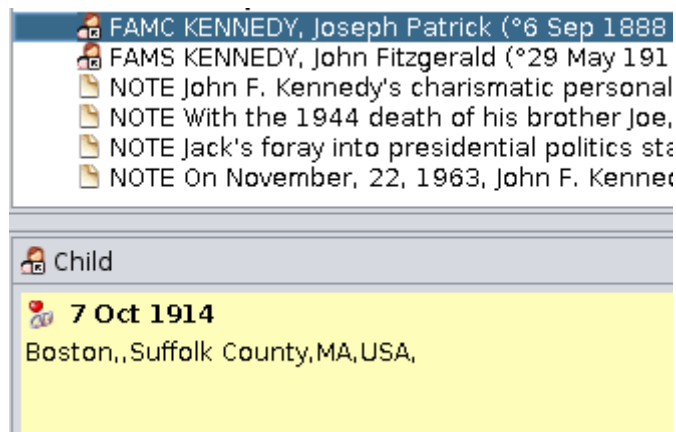 FAMC KENNEDY, Joseph Patrick (°6 Sep 1888
FAMS KENNEDY, John Fitzgerald (°29 May 191
NOTE John F. Kennedy's charismatic personal
NOTE With the 1944 death of his brother Joe,
NOTE Jack's foray into presidential politics sta
NOTE On November, 22, 1963, John F. Kenned
Child
7 Oct 1914
Boston,,Suffolk County,MA,USA,